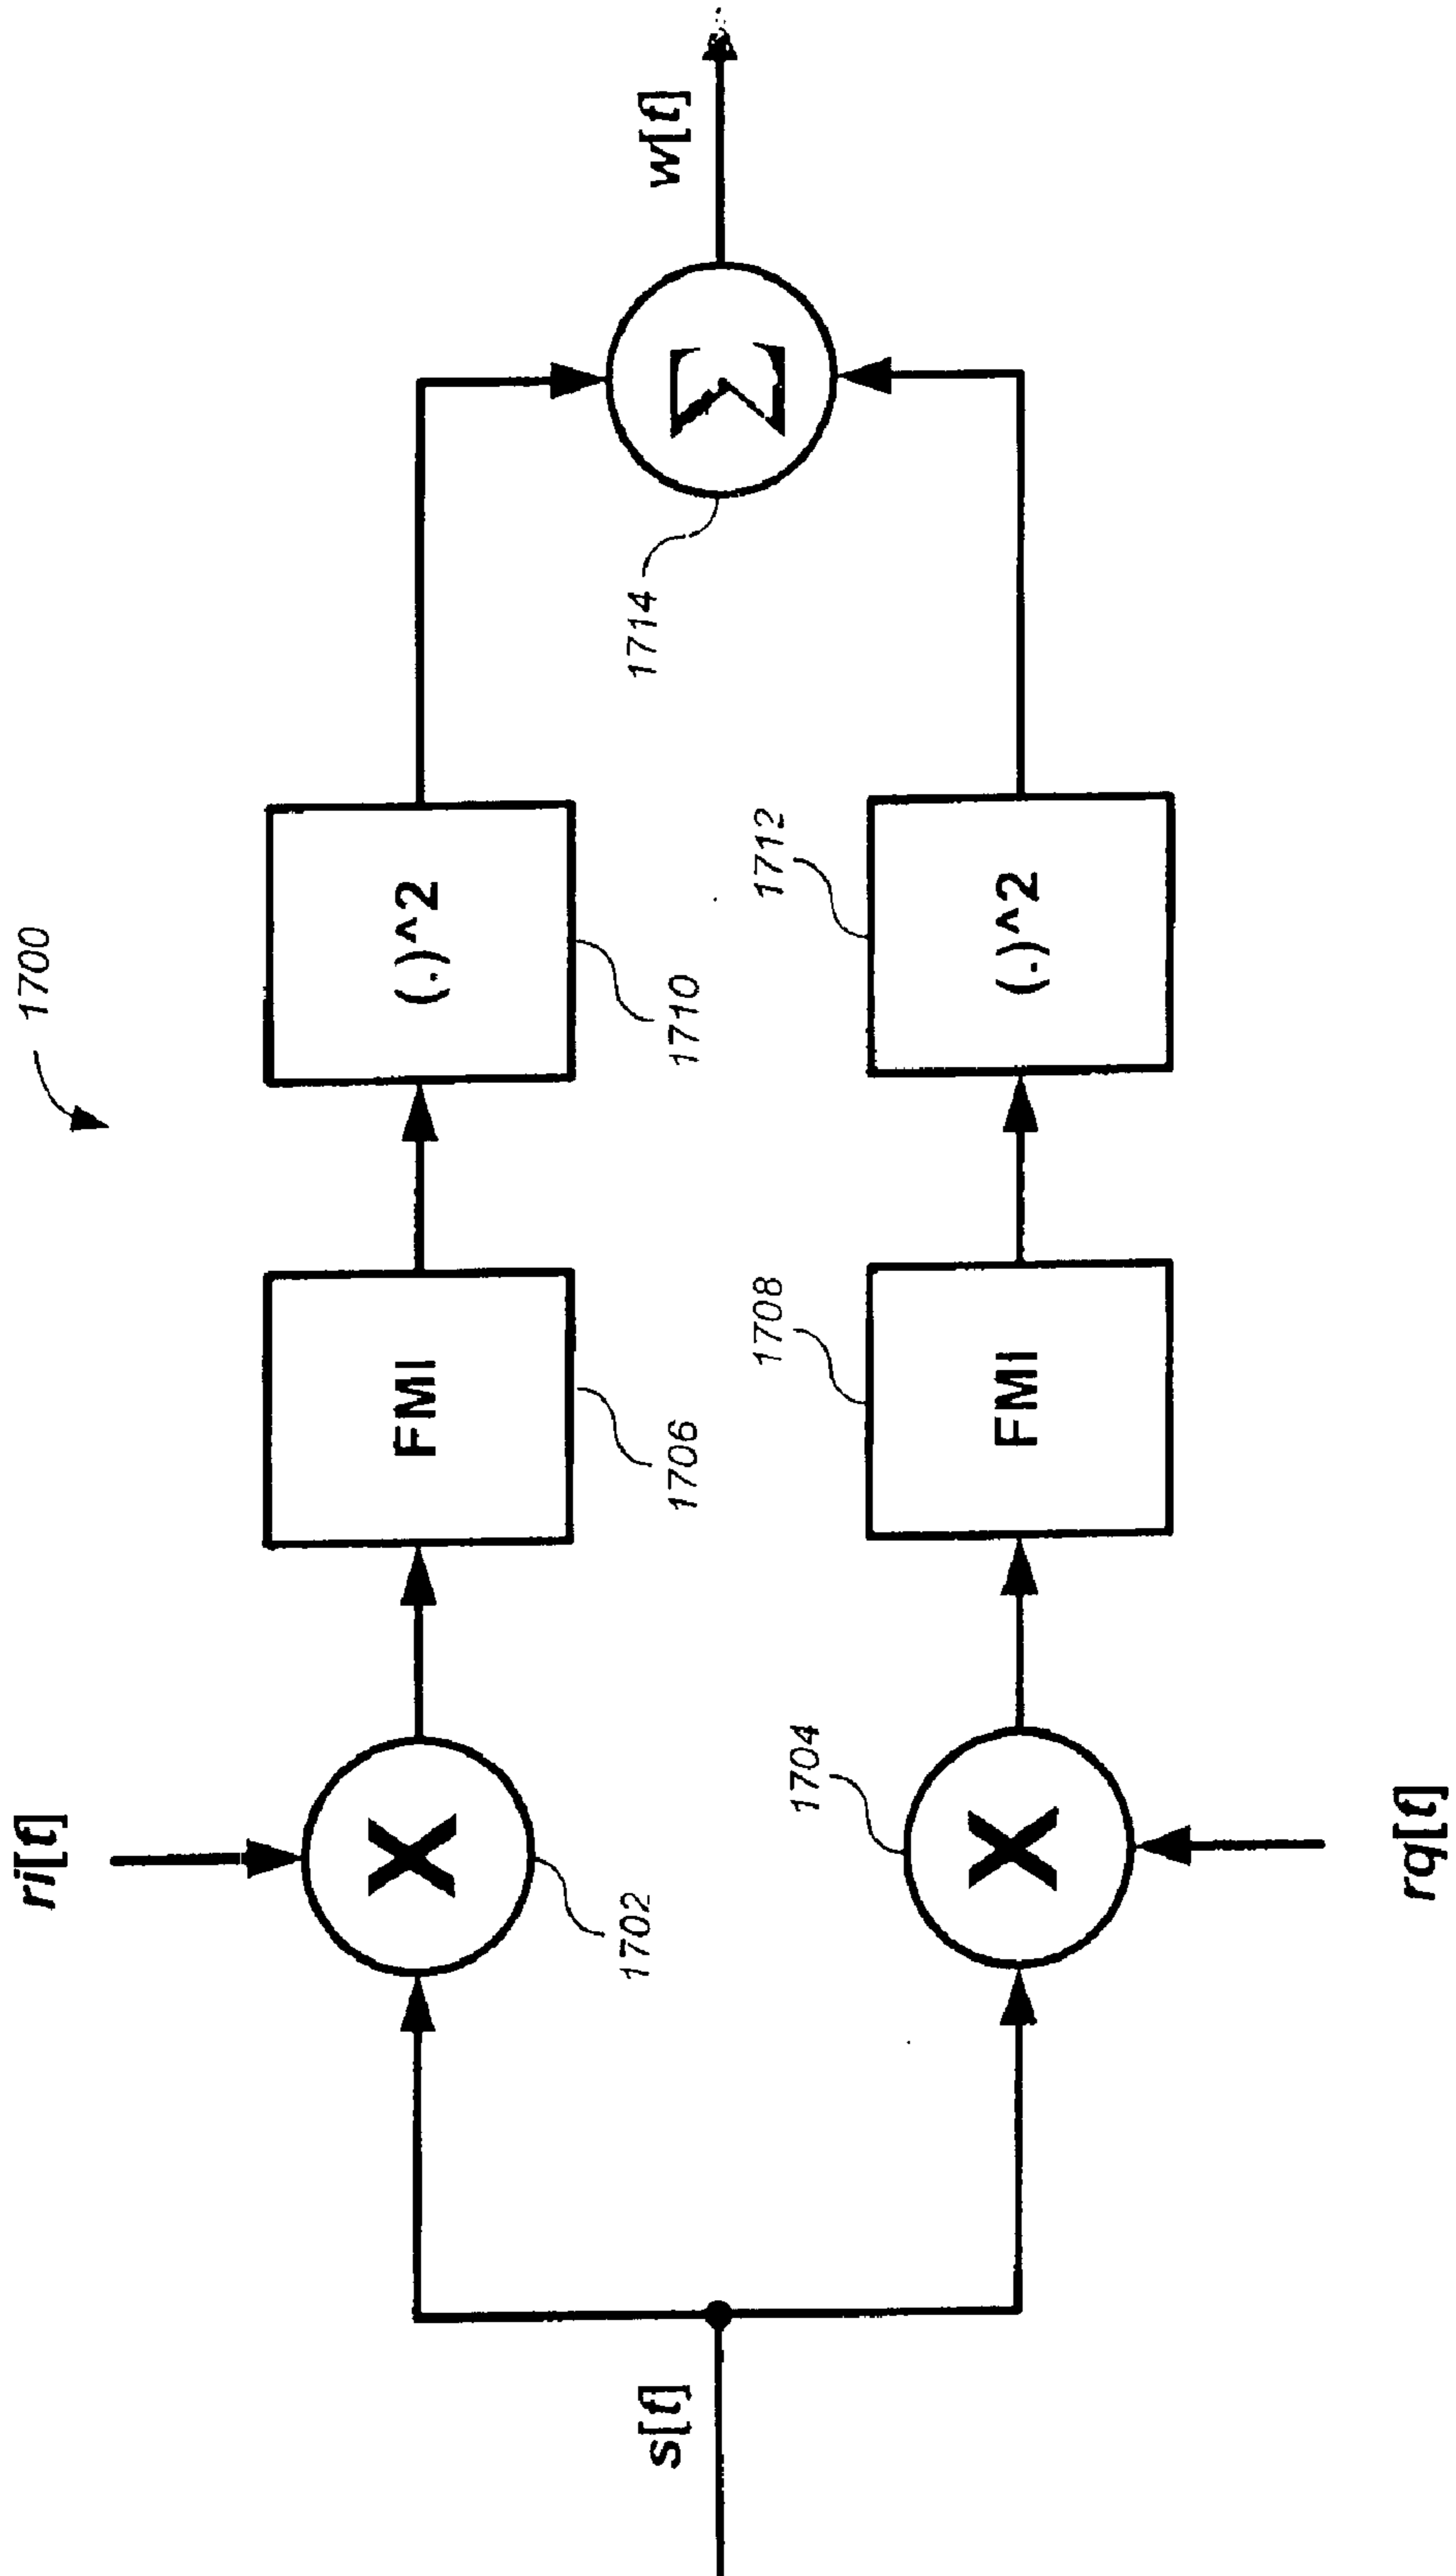 1700
ri[t]
s[t]
X
1702
FMI
1706
(.)^2
1710
X
1704
FMI
1708
(.)^2
1712
rq[t]
Σ
1714
w[t]